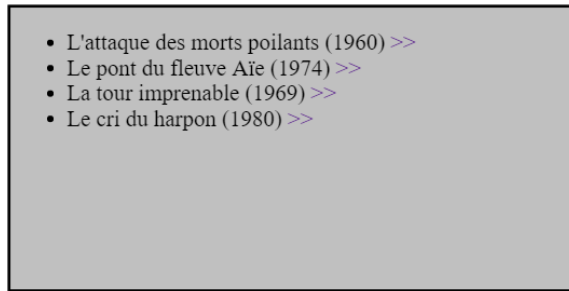 • L'attaque des morts poilants (1960) >>
• Le pont du fleuve Aïe (1974) >>
• La tour imprenable (1969) >>
• Le cri du harpon (1980) >>